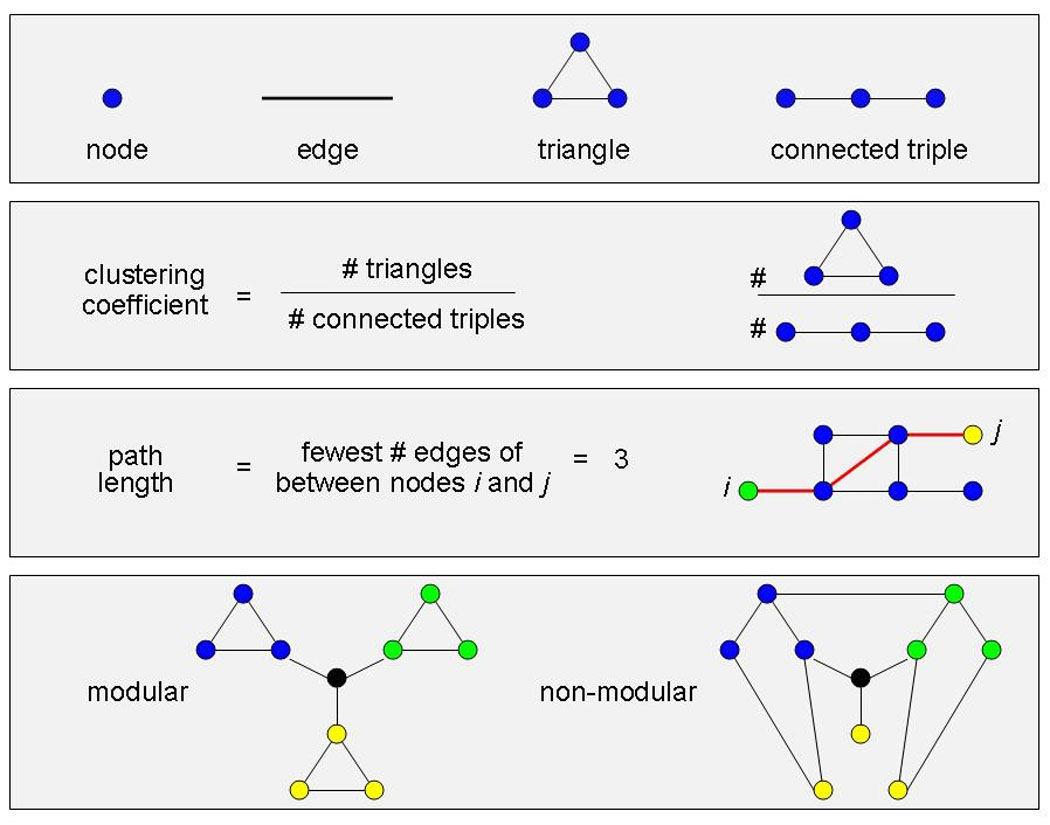 node
edge
triangle
connected triple
clustering
coefficient
=
# triangles
# connected triples
#
#
path
length
=
fewest # edges of
between nodes i and j
= 3
i
j
modular
non-modular